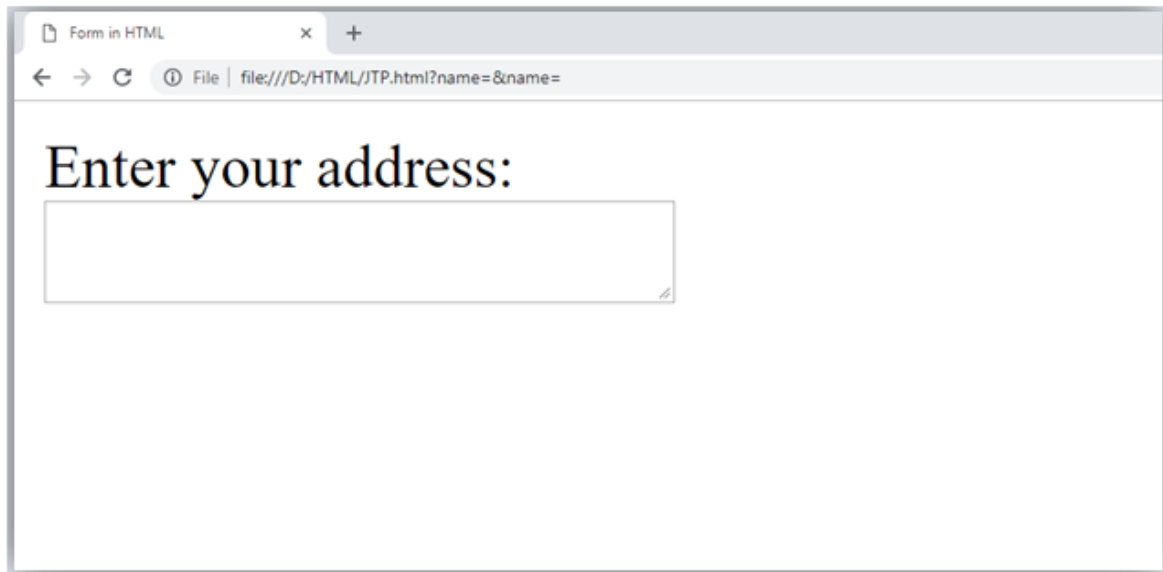 Form in HTML
File file:///D:/HTML/JTP.html?name=&name=
Enter your address: